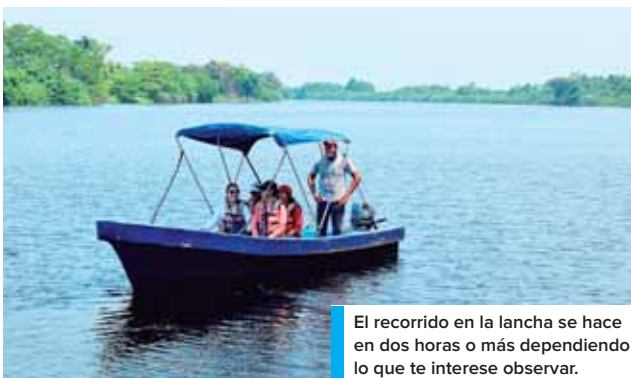 El recorrido en la lancha se hace
en dos horas o más dependiendo
lo que te interese observar.